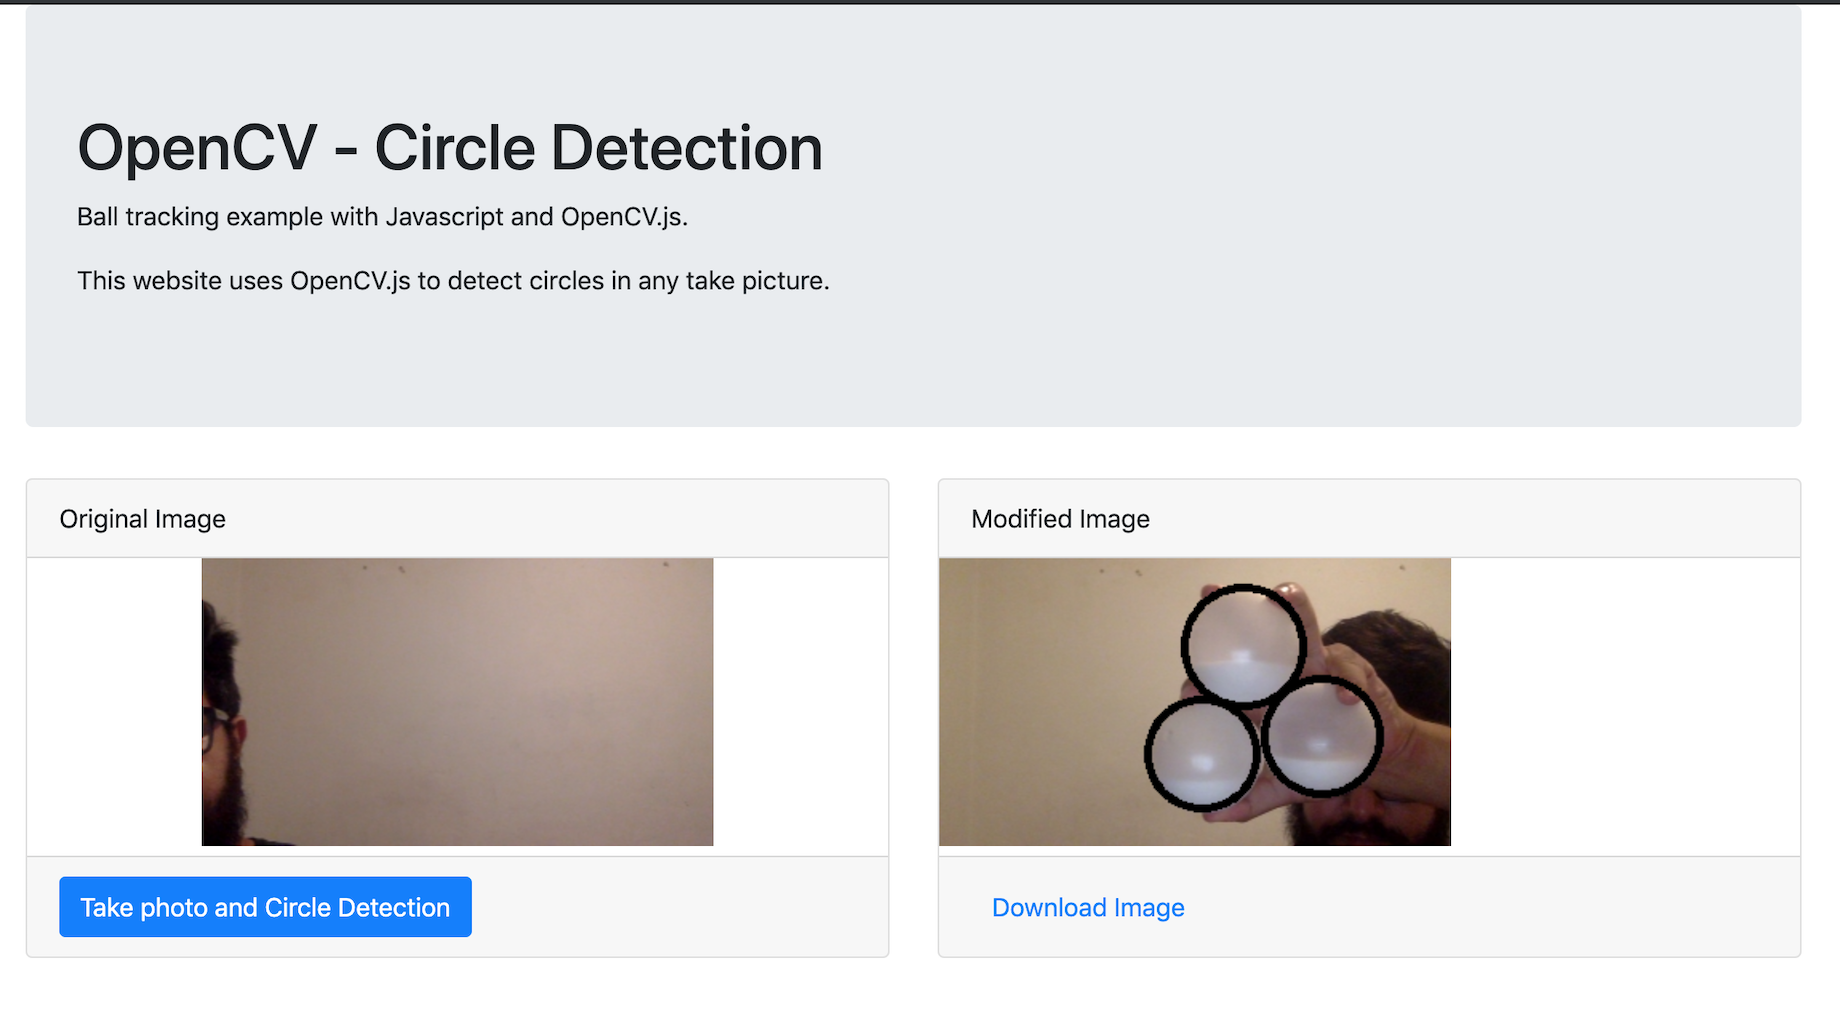 OpenCV - Circle Detection
Ball tracking example with Javascript and OpenCV.js.
This website uses OpenCV.js to detect circles in any take picture.
Original Image
Modified Image
Take photo and Circle Detection
Download Image